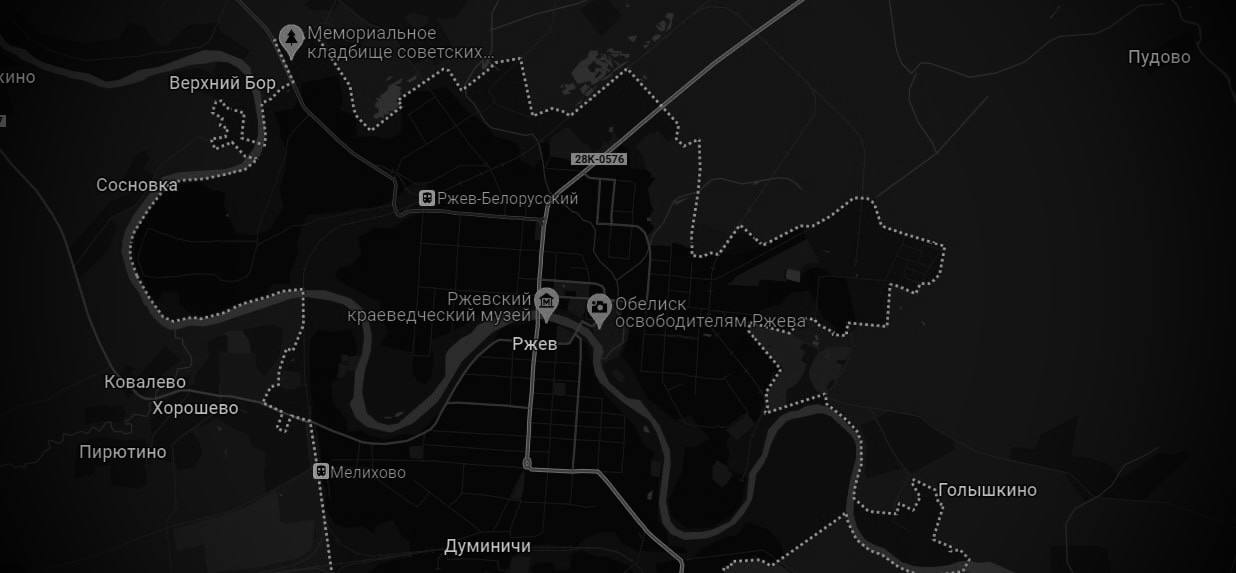 Мемориальное
кладбище советских...
Пудово
кино
Верхний Бор
28К-0576
Сосновка
Ржев-Белорусский
Ржевский
краеведческий музей
Обелиск
освободителям Ржева
Ржев
Ковалево
Хорошево
Пирютино
Мелихово
Голышкино
Думиничи